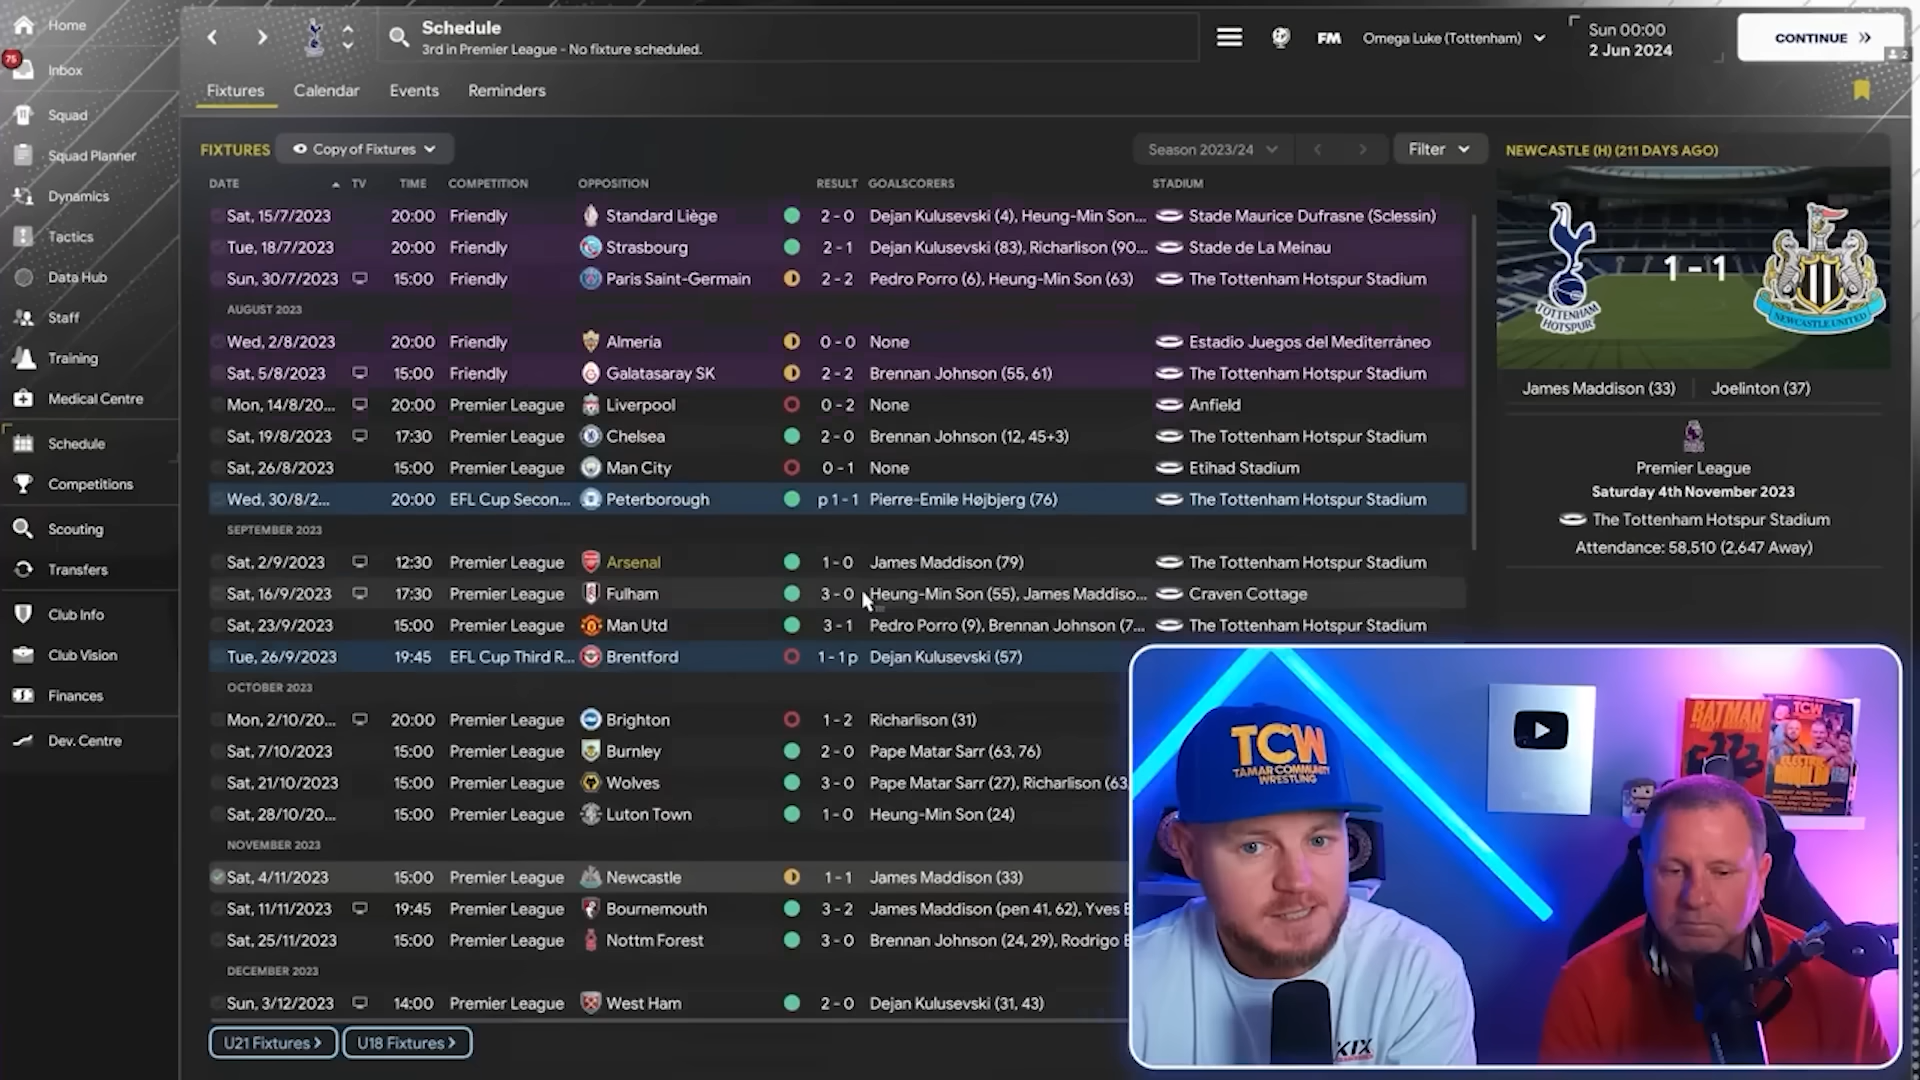 Home
75
Inbox
Squad
Squad Planner
Dynamics
Tactics
Data Hub
Staff
Training
Medical Centre
Schedule
Competitions
Scouting
Transfers
Club Info
Club Vision
Finances
Dev. Centre
Schedule
3rd in Premier League - No fixture scheduled.
FM
Omega Luke (Tottenham)
Sun 00:00
2 Jun 2024
CONTINUE
2
Fixtures Calendar Events Reminders
FIXTURES Copy of Fixtures Season 2023/24 Filter
DATE TV TIME COMPETITION OPPOSITION RESULT GOALSCORERS STADIUM
Sat, 15/7/2023 20:00 Friendly Standard Liège 2 - 0 Dejan Kulusevski (4), Heung-Min Son... Stade Maurice Dufrasne (Sclessin)
Tue, 18/7/2023 20:00 Friendly Strasbourg 2 - 1 Dejan Kulusevski (83), Richarlison (90... Stade de La Meinau
Sun, 30/7/2023 15:00 Friendly Paris Saint-Germain 2 - 2 Pedro Porro (6), Heung-Min Son (63) The Tottenham Hotspur Stadium
AUGUST 2023
Wed, 2/8/2023 20:00 Friendly Almería 0 - 0 None Estadio Juegos del Mediterráneo
Sat, 5/8/2023 15:00 Friendly Galatasaray SK 2 - 2 Brennan Johnson (55, 61) The Tottenham Hotspur Stadium
Mon, 14/8/20... 20:00 Premier League Liverpool 0 - 2 None Anfield
Sat, 19/8/2023 17:30 Premier League Chelsea 2 - 0 Brennan Johnson (12, 45+3) The Tottenham Hotspur Stadium
Sat, 26/8/2023 15:00 Premier League Man City 0 - 1 None Etihad Stadium
Wed, 30/8/2... 20:00 EFL Cup Secon... Peterborough p 1 - 1 Pierre-Emile Højbjerg (76) The Tottenham Hotspur Stadium
SEPTEMBER 2023
Sat, 2/9/2023 12:30 Premier League Arsenal 1 - 0 James Maddison (79) The Tottenham Hotspur Stadium
Sat, 16/9/2023 17:30 Premier League Fulham 3 - 0 Heung-Min Son (55), James Maddiso... Craven Cottage
Sat, 23/9/2023 15:00 Premier League Man Utd 3 - 1 Pedro Porro (9), Brennan Johnson (7... The Tottenham Hotspur Stadium
Tue, 26/9/2023 19:45 EFL Cup Third R... Brentford 1 - 1 p Dejan Kulusevski (57)
OCTOBER 2023
Mon, 2/10/20... 20:00 Premier League Brighton 1 - 2 Richarlison (31)
Sat, 7/10/2023 15:00 Premier League Burnley 2 - 0 Pape Matar Sarr (63, 76)
Sat, 21/10/2023 15:00 Premier League Wolves 3 - 0 Pape Matar Sarr (27), Richarlison (63,
Sat, 28/10/20... 15:00 Premier League Luton Town 1 - 0 Heung-Min Son (24)
NOVEMBER 2023
Sat, 4/11/2023 15:00 Premier League Newcastle 1 - 1 James Maddison (33)
Sat, 11/11/2023 19:45 Premier League Bournemouth 3 - 2 James Maddison (pen 41, 62), Yves B
Sat, 25/11/2023 15:00 Premier League Nottm Forest 3 - 0 Brennan Johnson (24, 29), Rodrigo
DECEMBER 2023
Sun, 3/12/2023 14:00 Premier League West Ham 2 - 0 Dejan Kulusevski (31, 43)
U21 Fixtures U18 Fixtures
NEWCASTLE (H) (211 DAYS AGO)
1 - 1
TOTTENHAM
HOTSPUR
NEWCASTLE UNITED
James Maddison (33) Joelinton (37)
Premier League
Saturday 4th November 2023
The Tottenham Hotspur Stadium
Attendance: 58,510 (2,647 Away)
TCW
TAMAR COMMUNITY
WRESTLING
BATMAN
TCW
KIX